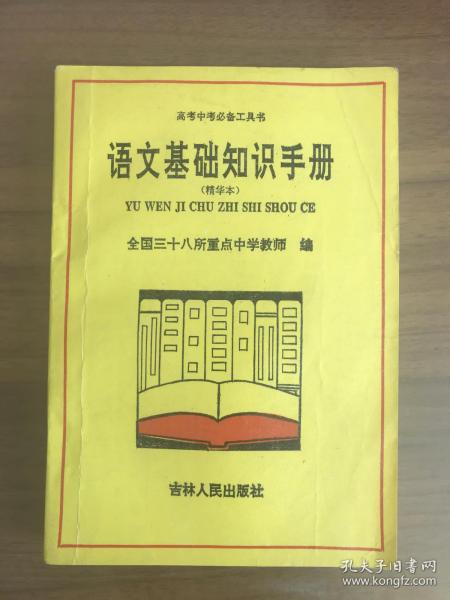 高考中考必备工具书
语文基础知识手册
（精华本）
YU WEN JI CHU ZHI SHI SHOU CE
全国三十八所重点中学教师 编
吉林人民出版社
孔夫子旧书网
www.kongfz.com